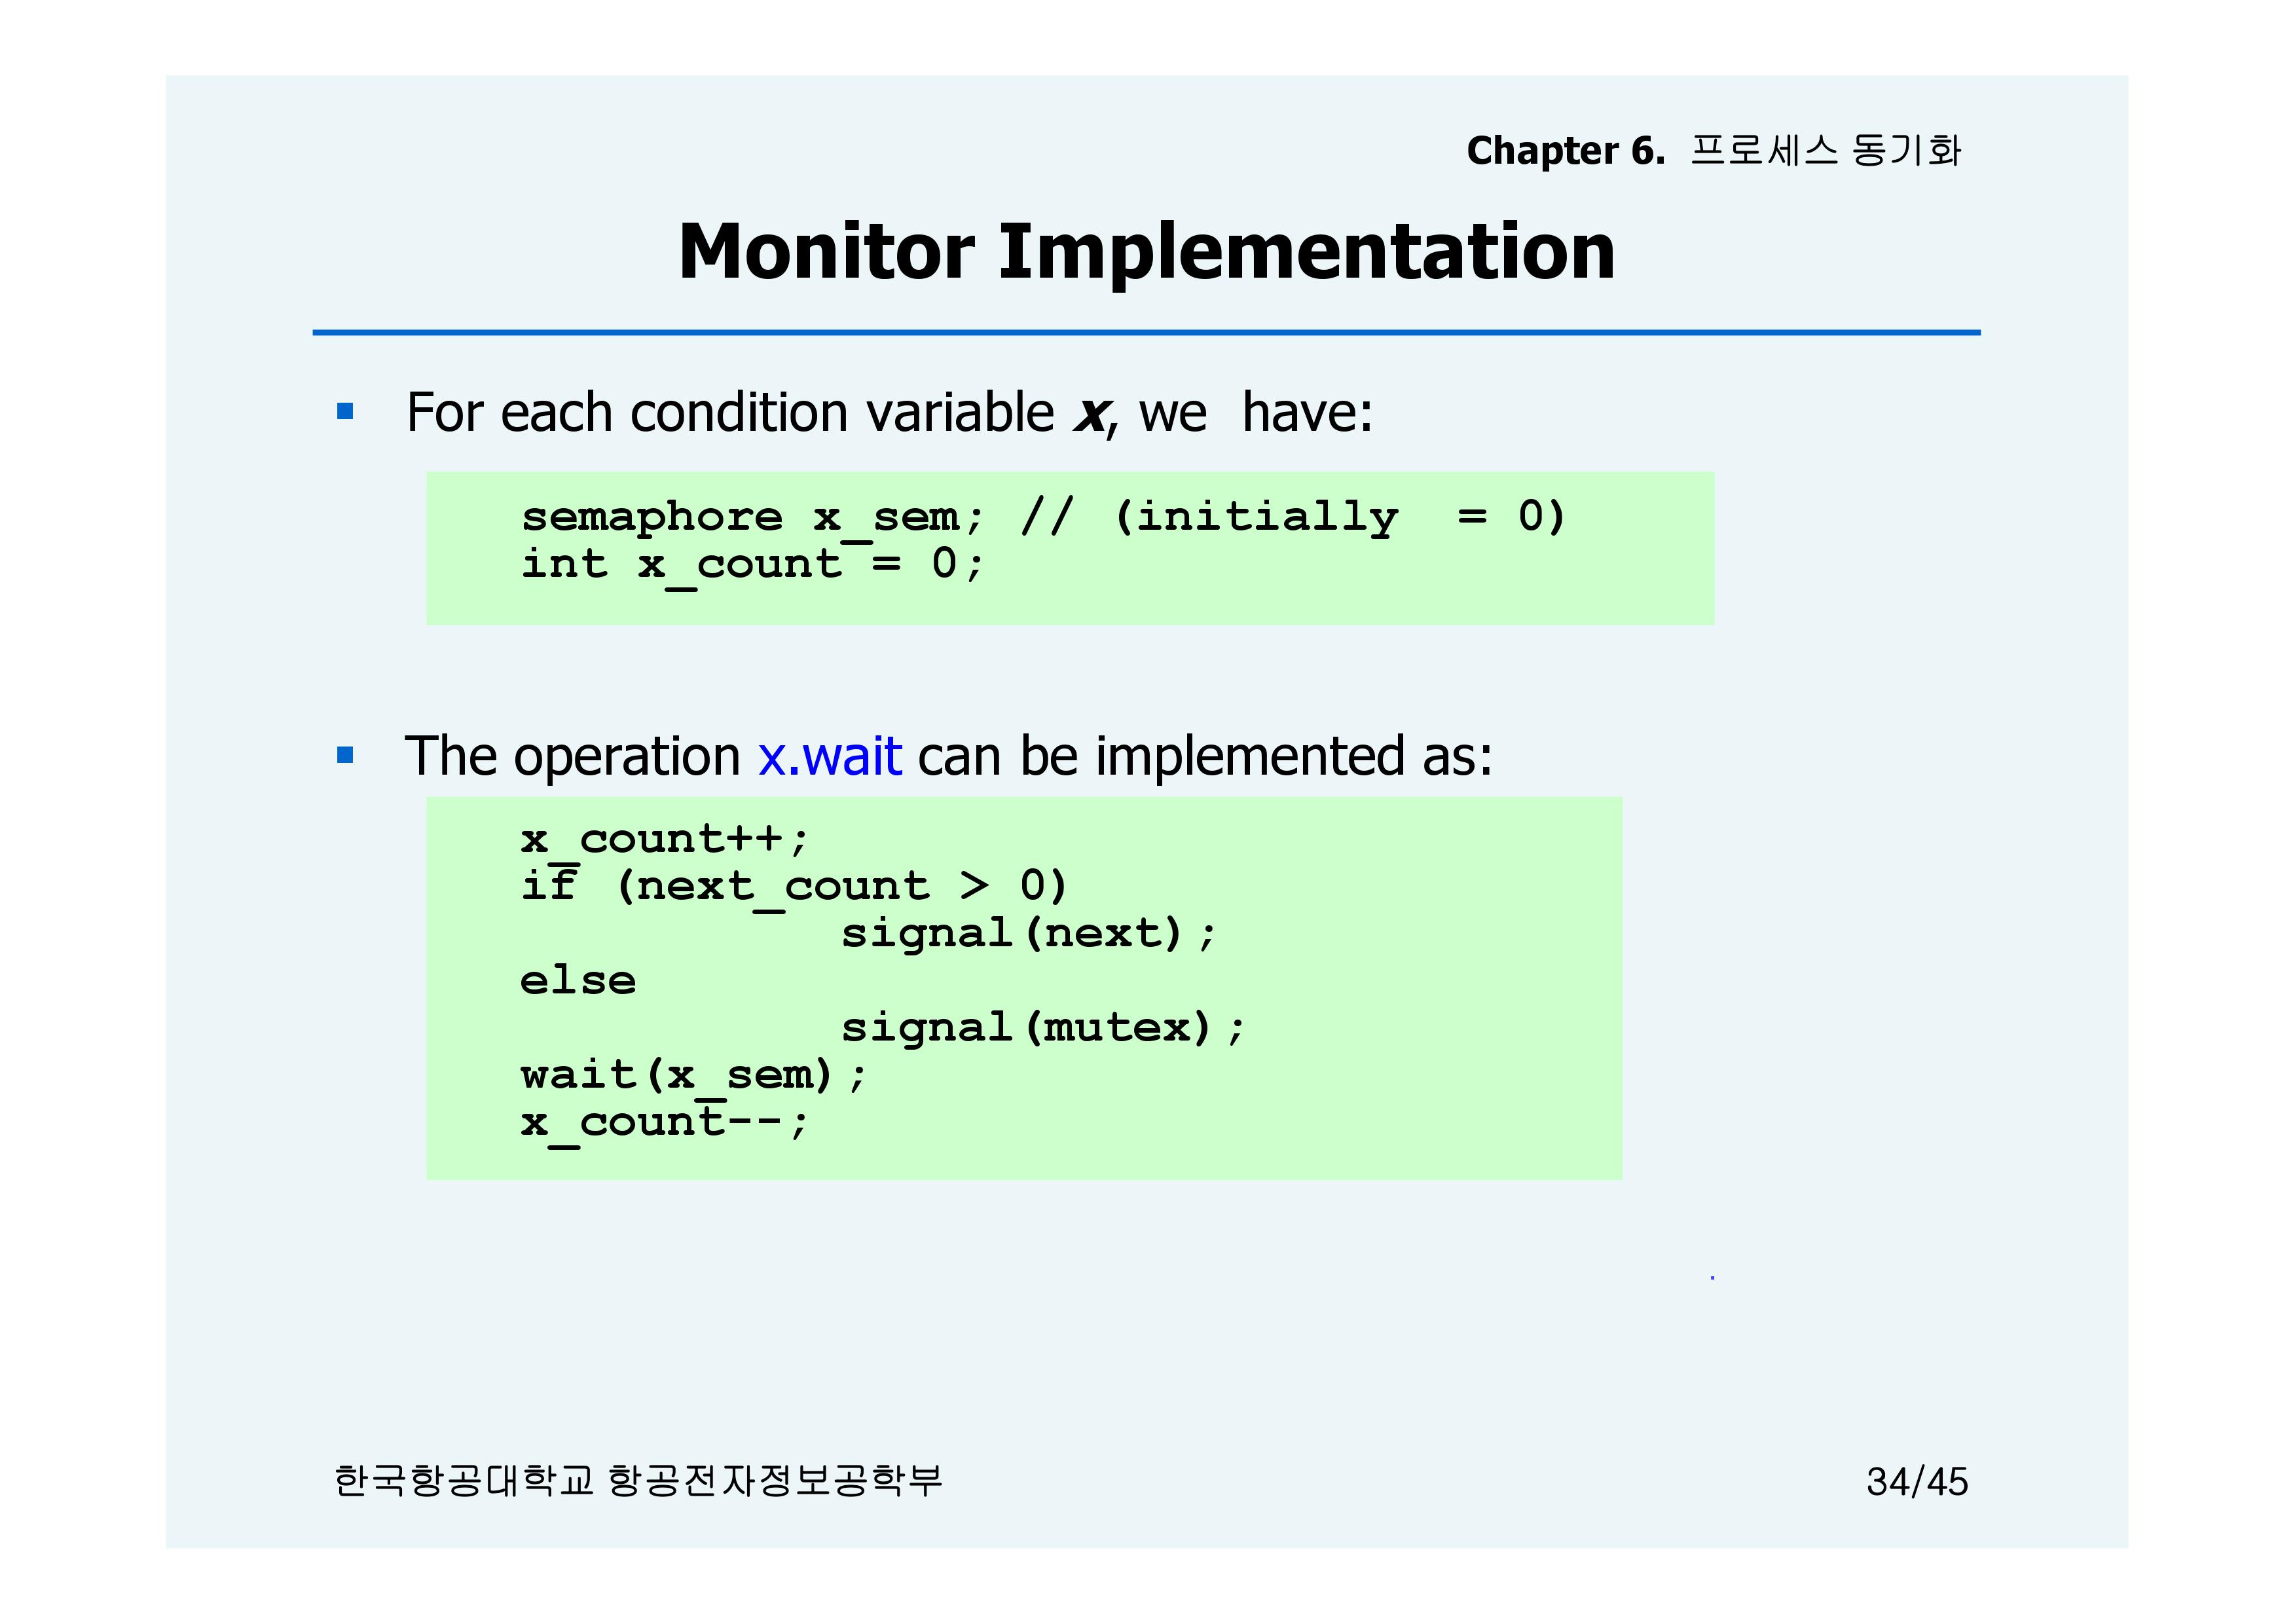 Chapter 6. 프로세스 동기화
Monitor Implementation
For each condition variable x, we  have:
semaphore x_sem; // (initially  = 0)
int x_count = 0;
The operation x.wait can be implemented as:
x_count++;
if (next_count > 0)
signal(next);
else
signal(mutex);
wait(x_sem);
x_count--;
한국항공대학교 항공전자정보공학부
34/45